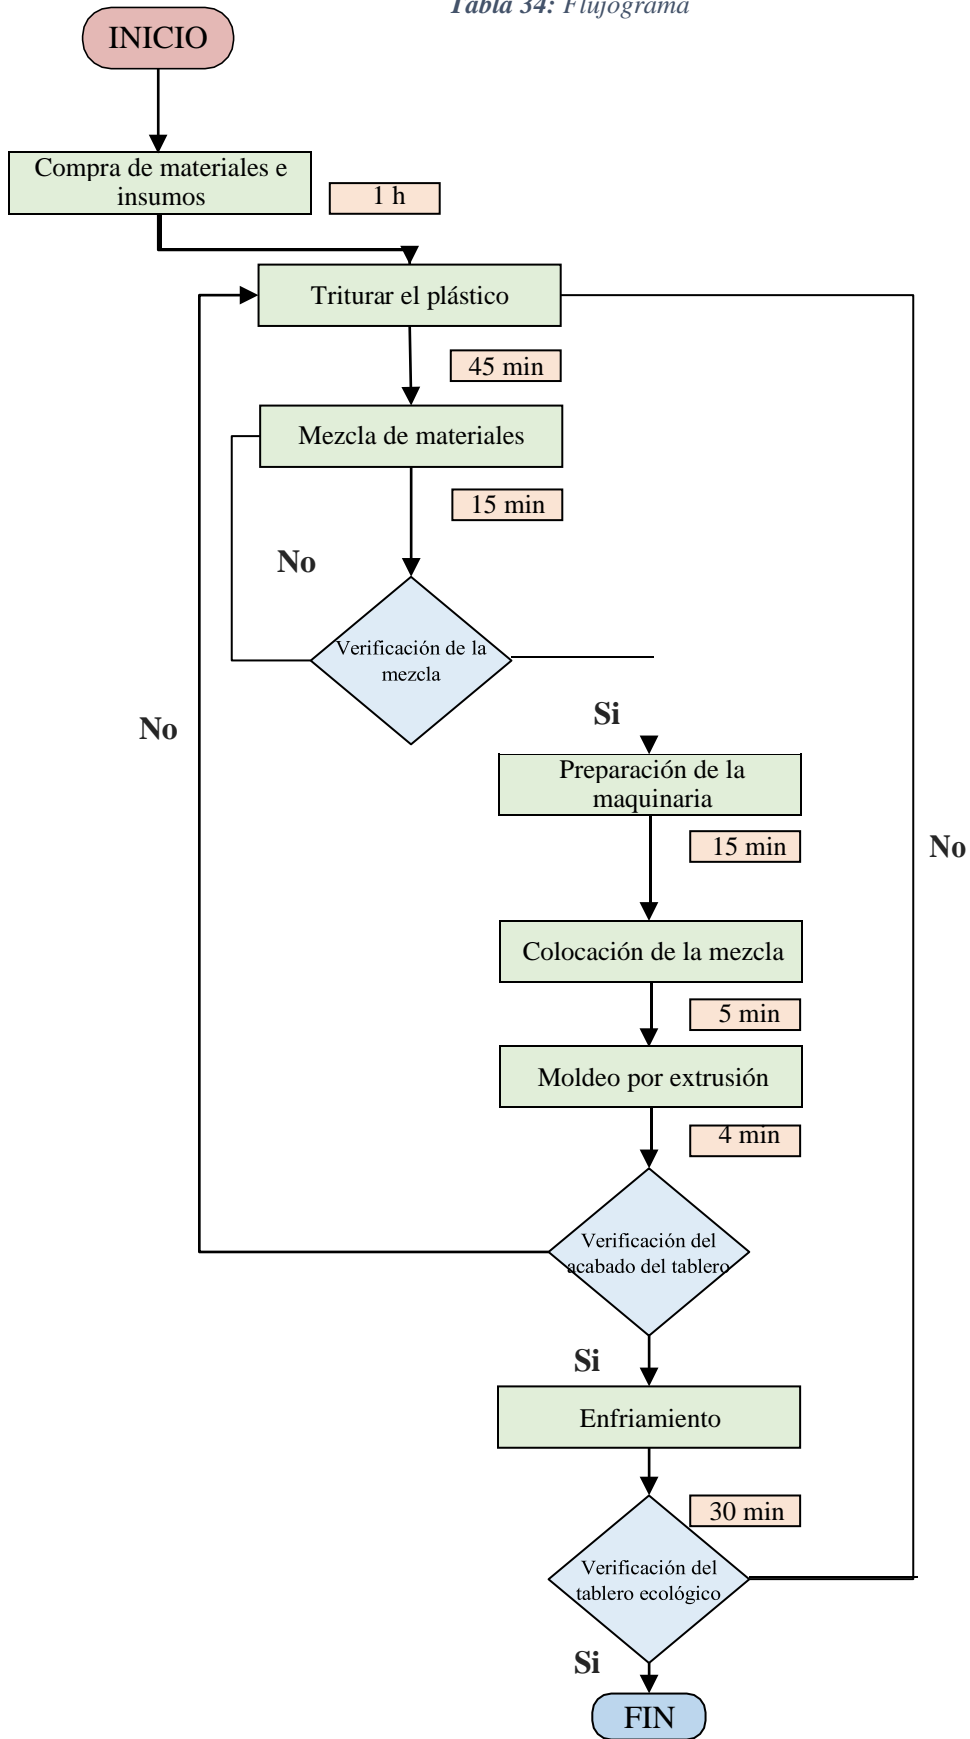 Tabla 34: Flujograma
INICIO
Compra de materiales e
insumos
1 h
Triturar el plástico
45 min
Mezcla de materiales
15 min
No
Verificación de la
mezcla
Si
No
Preparación de la
maquinaria
15 min
No
Colocación de la mezcla
5 min
Moldeo por extrusión
4 min
Verificación del
acabado del tablero
Si
Enfriamiento
30 min
Verificación del
tablero ecológico
Si
FIN